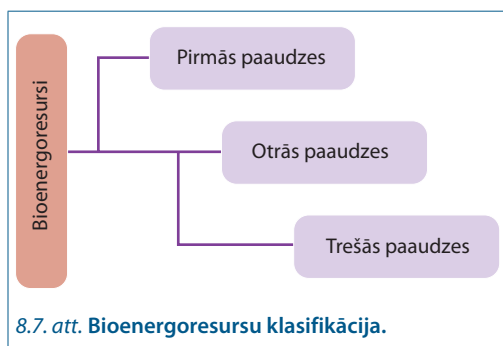 Bioenergoresursi
Pirmās paaudzes
Otrās paaudzes
Trešās paaudzes
8.7. att. Bioenergoresursu klasifikācija.